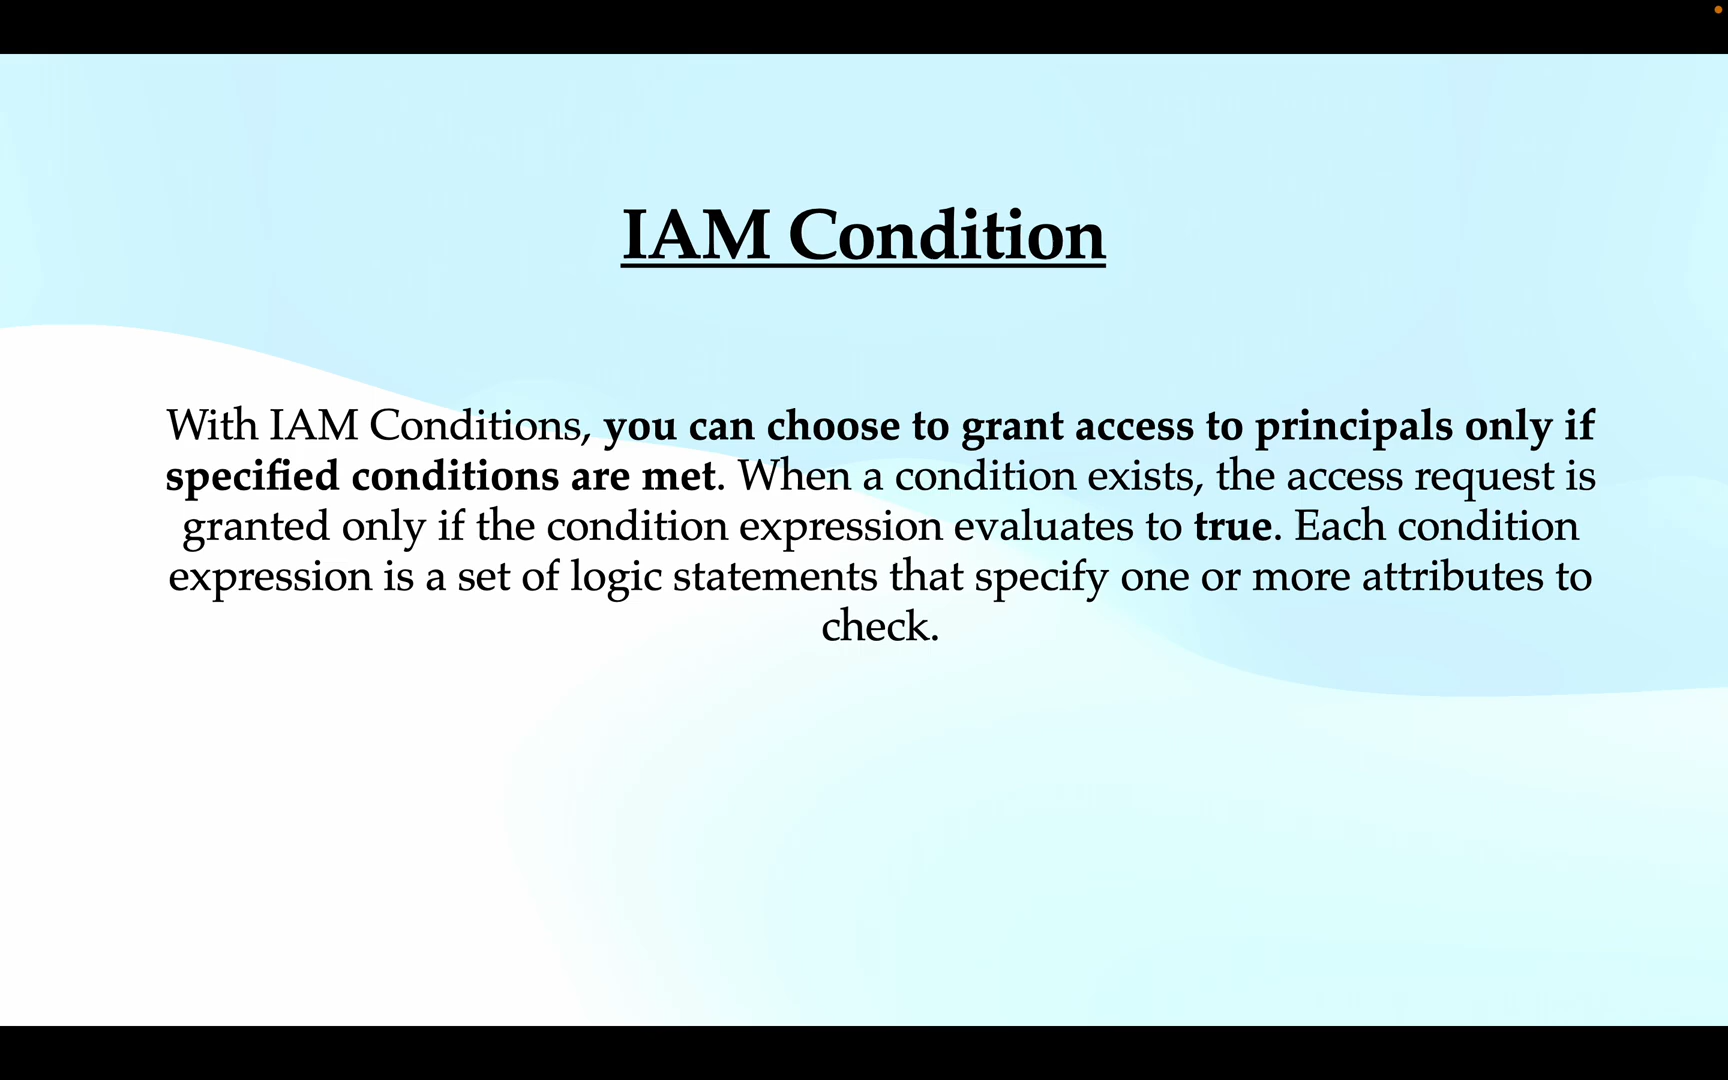 IAM Condition
With IAM Conditions, you can choose to grant access to principals only if
specified conditions are met. When a condition exists, the access request is
granted only if the condition expression evaluates to true. Each condition
expression is a set of logic statements that specify one or more attributes to
check.